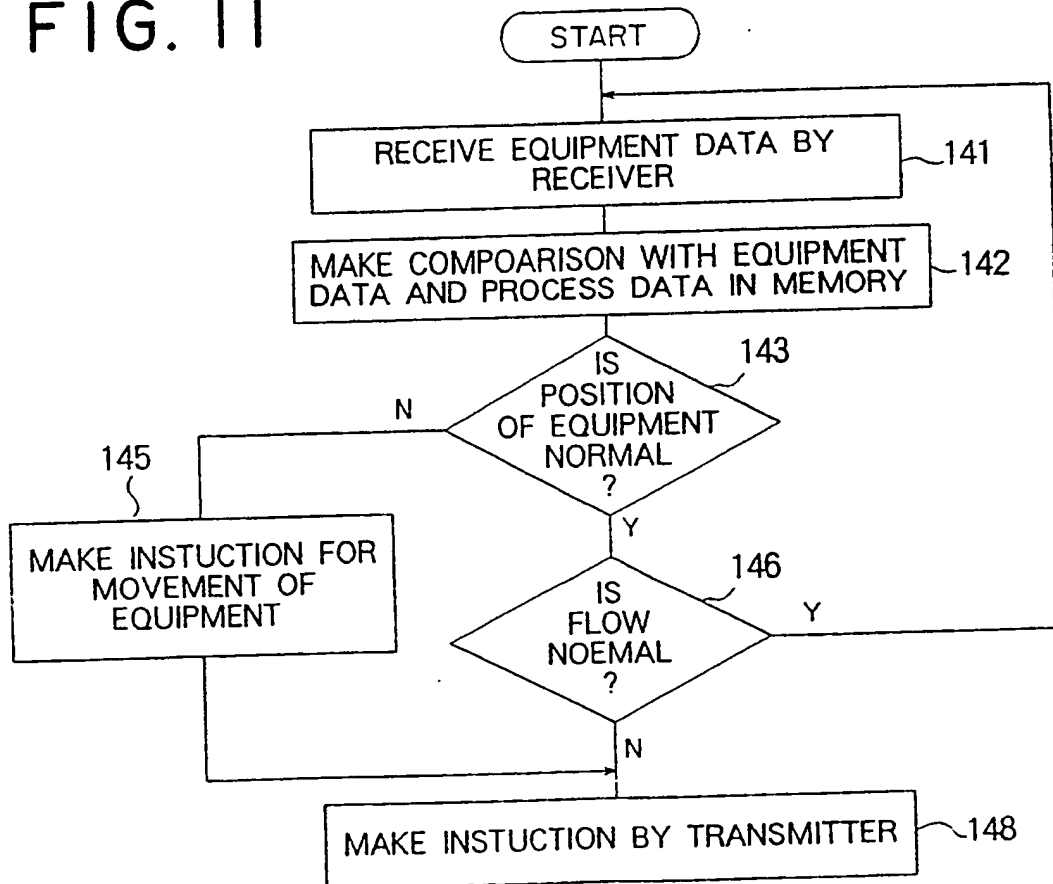 FIG. 11
START
RECEIVE EQUIPMENT DATA BY
RECEIVER
141
MAKE COMPOARISON WITH EQUIPMENT
DATA AND PROCESS DATA IN MEMORY
142
IS
POSITION
OF EQUIPMENT
NORMAL
?
143
N
Y
145
MAKE INSTUCTION FOR
MOVEMENT OF
EQUIPMENT
IS
FLOW
NOEMAL
?
146
Y
N
MAKE INSTUCTION BY TRANSMITTER
148